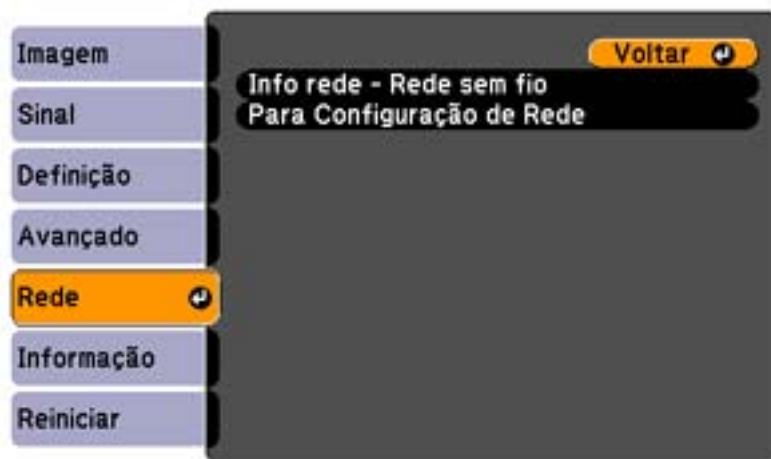 Imagem
Sinal
Definição
Avançado
Rede
Informação
Reiniciar
Voltar
Info rede - Rede sem fio
Para Configuração de Rede